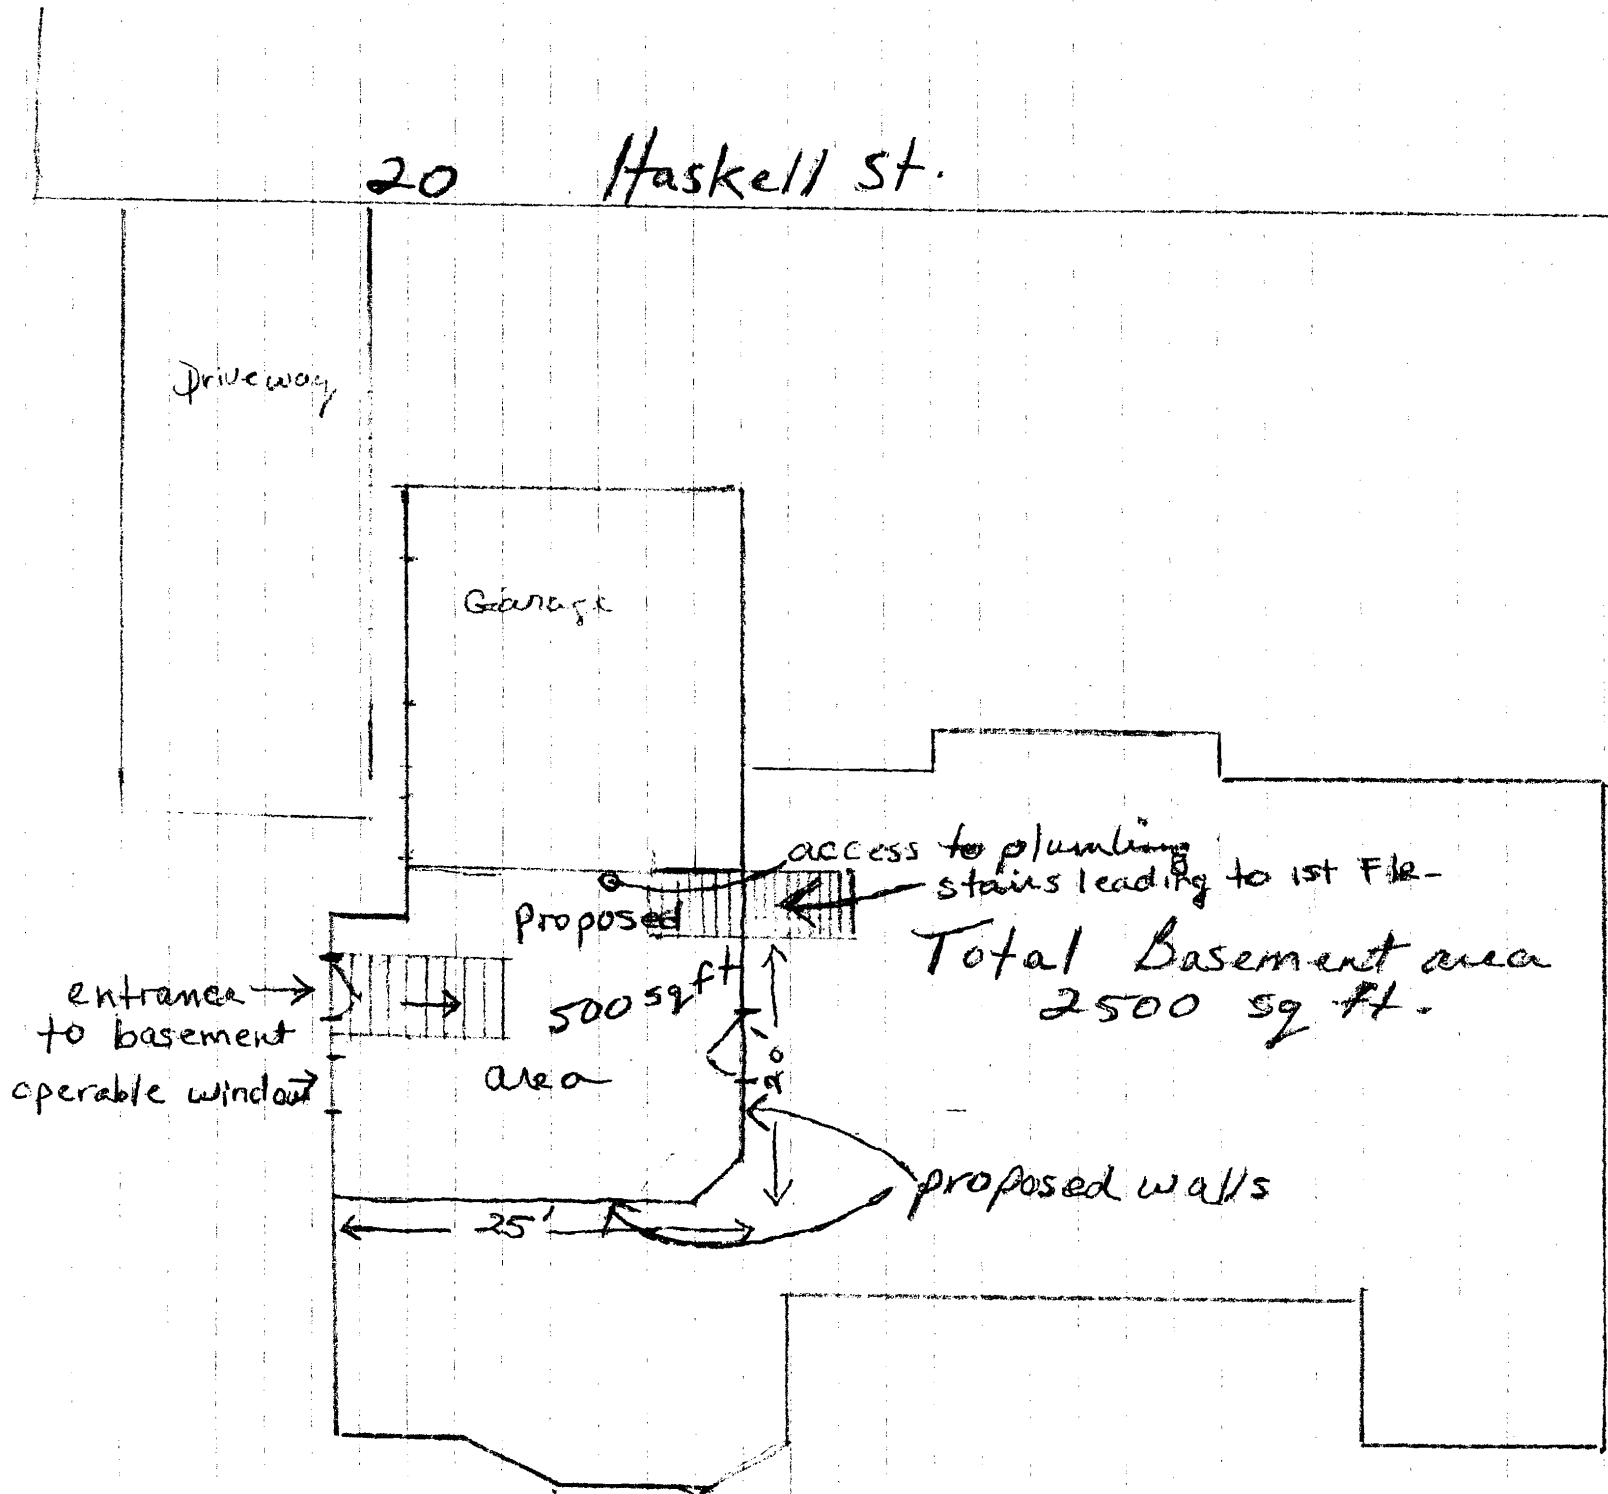 20 Haskell St.
Driveway
Garage
access to plumbing
stairs leading to 1st Flr
proposed
500 sq ft
area
Total Basement area
2500 sq ft.
entrance
to basement
operable window
20
proposed walls
25'